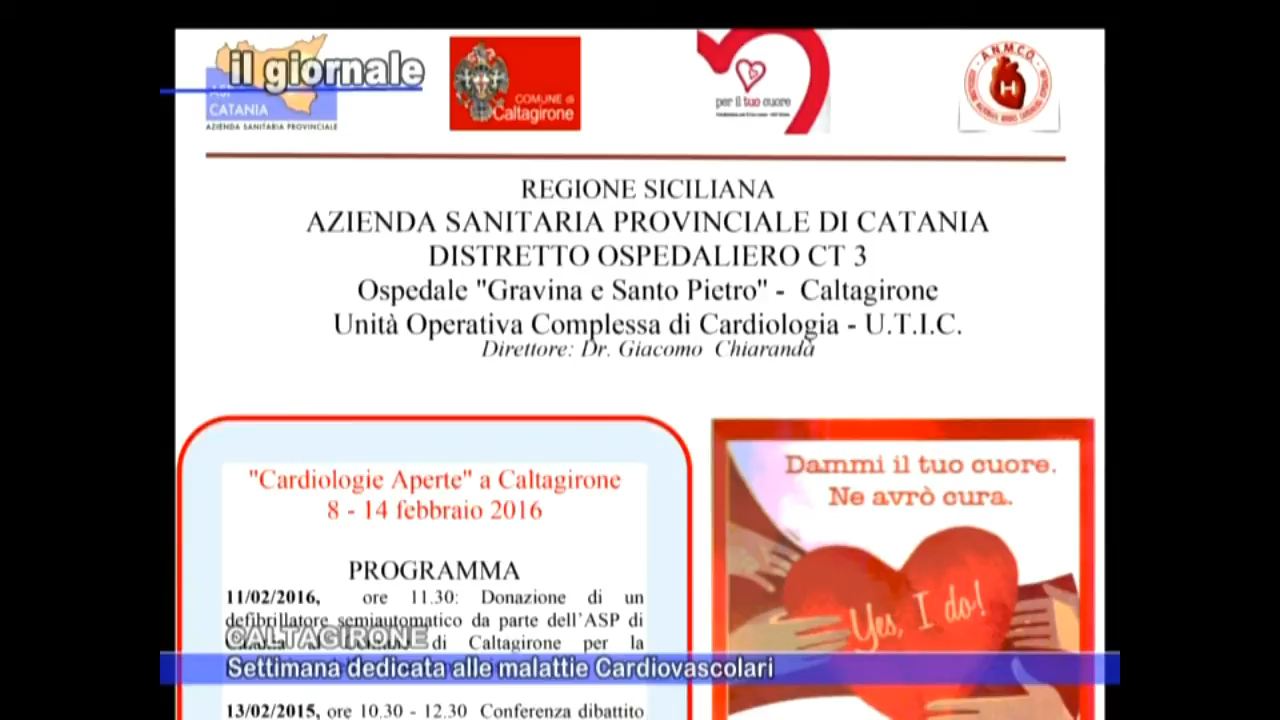 il giornale
ASP
CATANIA
AZIENDA SANITARIA PROVINCIALE
COMUNE di
Caltagirone
per il tuo cuore
A.N.M.C.O.
H
REGIONE SICILIANA
AZIENDA SANITARIA PROVINCIALE DI CATANIA
DISTRETTO OSPEDALIERO CT 3
Ospedale "Gravina e Santo Pietro" - Caltagirone
Unità Operativa Complessa di Cardiologia - U.T.I.C.
Direttore: Dr. Giacomo Chiarandà
"Cardiologie Aperte" a Caltagirone
8 - 14 febbraio 2016
PROGRAMMA
11/02/2016, ore 11.30: Donazione di un
defibrillatore semiautomatico da parte dell'ASP di
di Caltagirone per la
13/02/2015, ore 10.30 - 12.30 Conferenza dibattito
Dammi il tuo cuore.
Ne avrò cura.
Yes, I do!
CALTAGIRONE
Settimana dedicata alle malattie Cardiovascolari